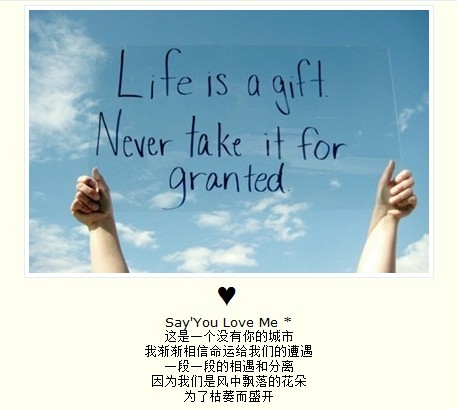 Life is a gift.
Never take it for
granted.
♥
Say'You Love Me *
这是一个没有你的城市
我渐渐相信命运给我们的遭遇
一段一段的相遇和分离
因为我们是风中飘落的花朵
为了枯萎而盛开